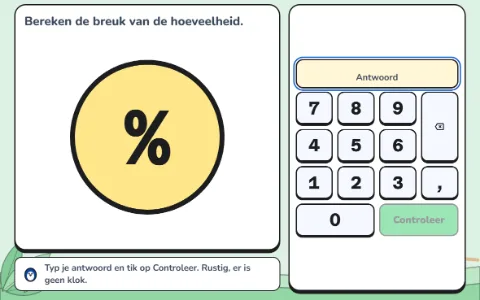 Bereken de breuk van de hoeveelheid.
%
Typ je antwoord en tik op Controleer. Rustig, er is
geen klok.
Antwoord
7 8 9
4 5 6
1 2 3 ,
0 Controleer